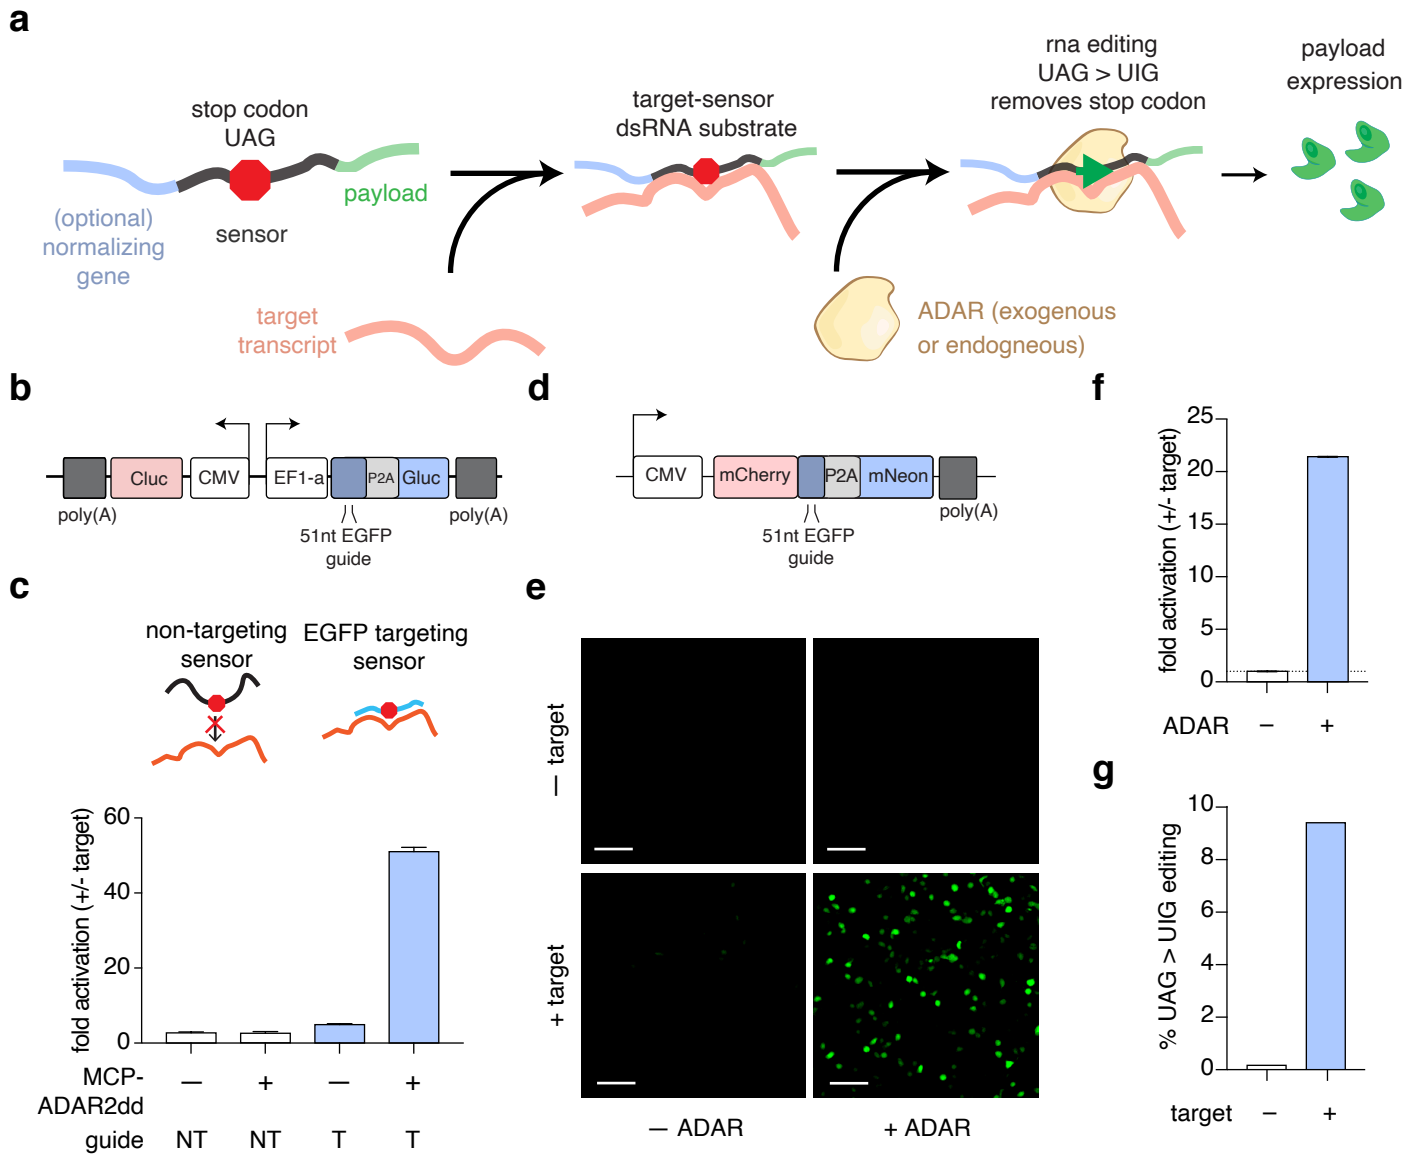 a
stop codon
UAG
(optional)
normalizing
gene
sensor
payload
target
transcript
target-sensor
dsRNA substrate
ADAR (exogenous
or endogneous)
rna editing
UAG > UIG
removes stop codon
payload
expression
b
Cluc
CMV
EF1-a
P2A
Gluc
poly(A)
poly(A)
51nt EGFP
guide
c
non-targeting
sensor
EGFP targeting
sensor
fold activation (+/- target)
60
40
20
0
MCP-
ADAR2dd
— + — +
guide NT NT T T
d
CMV
mCherry
P2A
mNeon
poly(A)
51nt EGFP
guide
e
— target
+ target
— ADAR
+ ADAR
f
fold activation (+/- target)
25
20
15
10
5
0
ADAR − +
g
% UAG > UIG editing
10
8
6
4
2
0
target − +